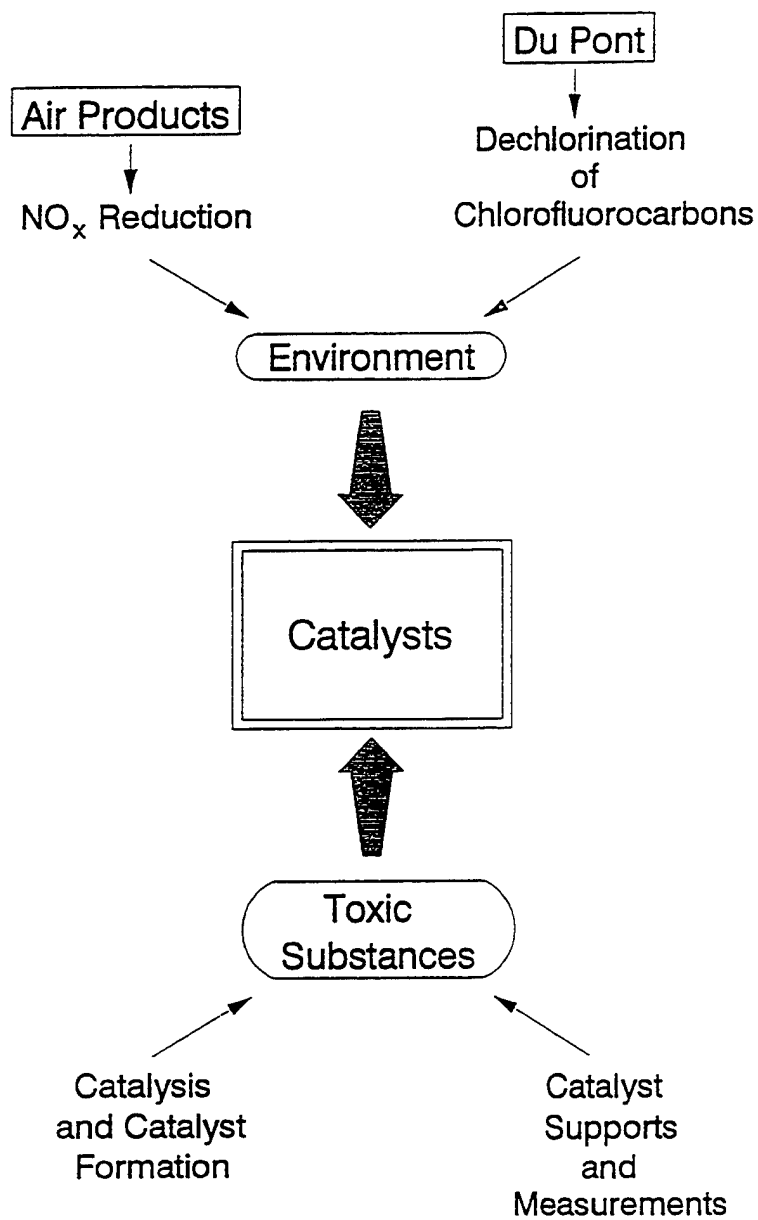 Du Pont
Air Products
Dechlorination
of
Chlorofluorocarbons
NOx Reduction
Environment
Catalysts
Toxic
Substances
Catalysis
and Catalyst
Formation
Catalyst
Supports
and
Measurements